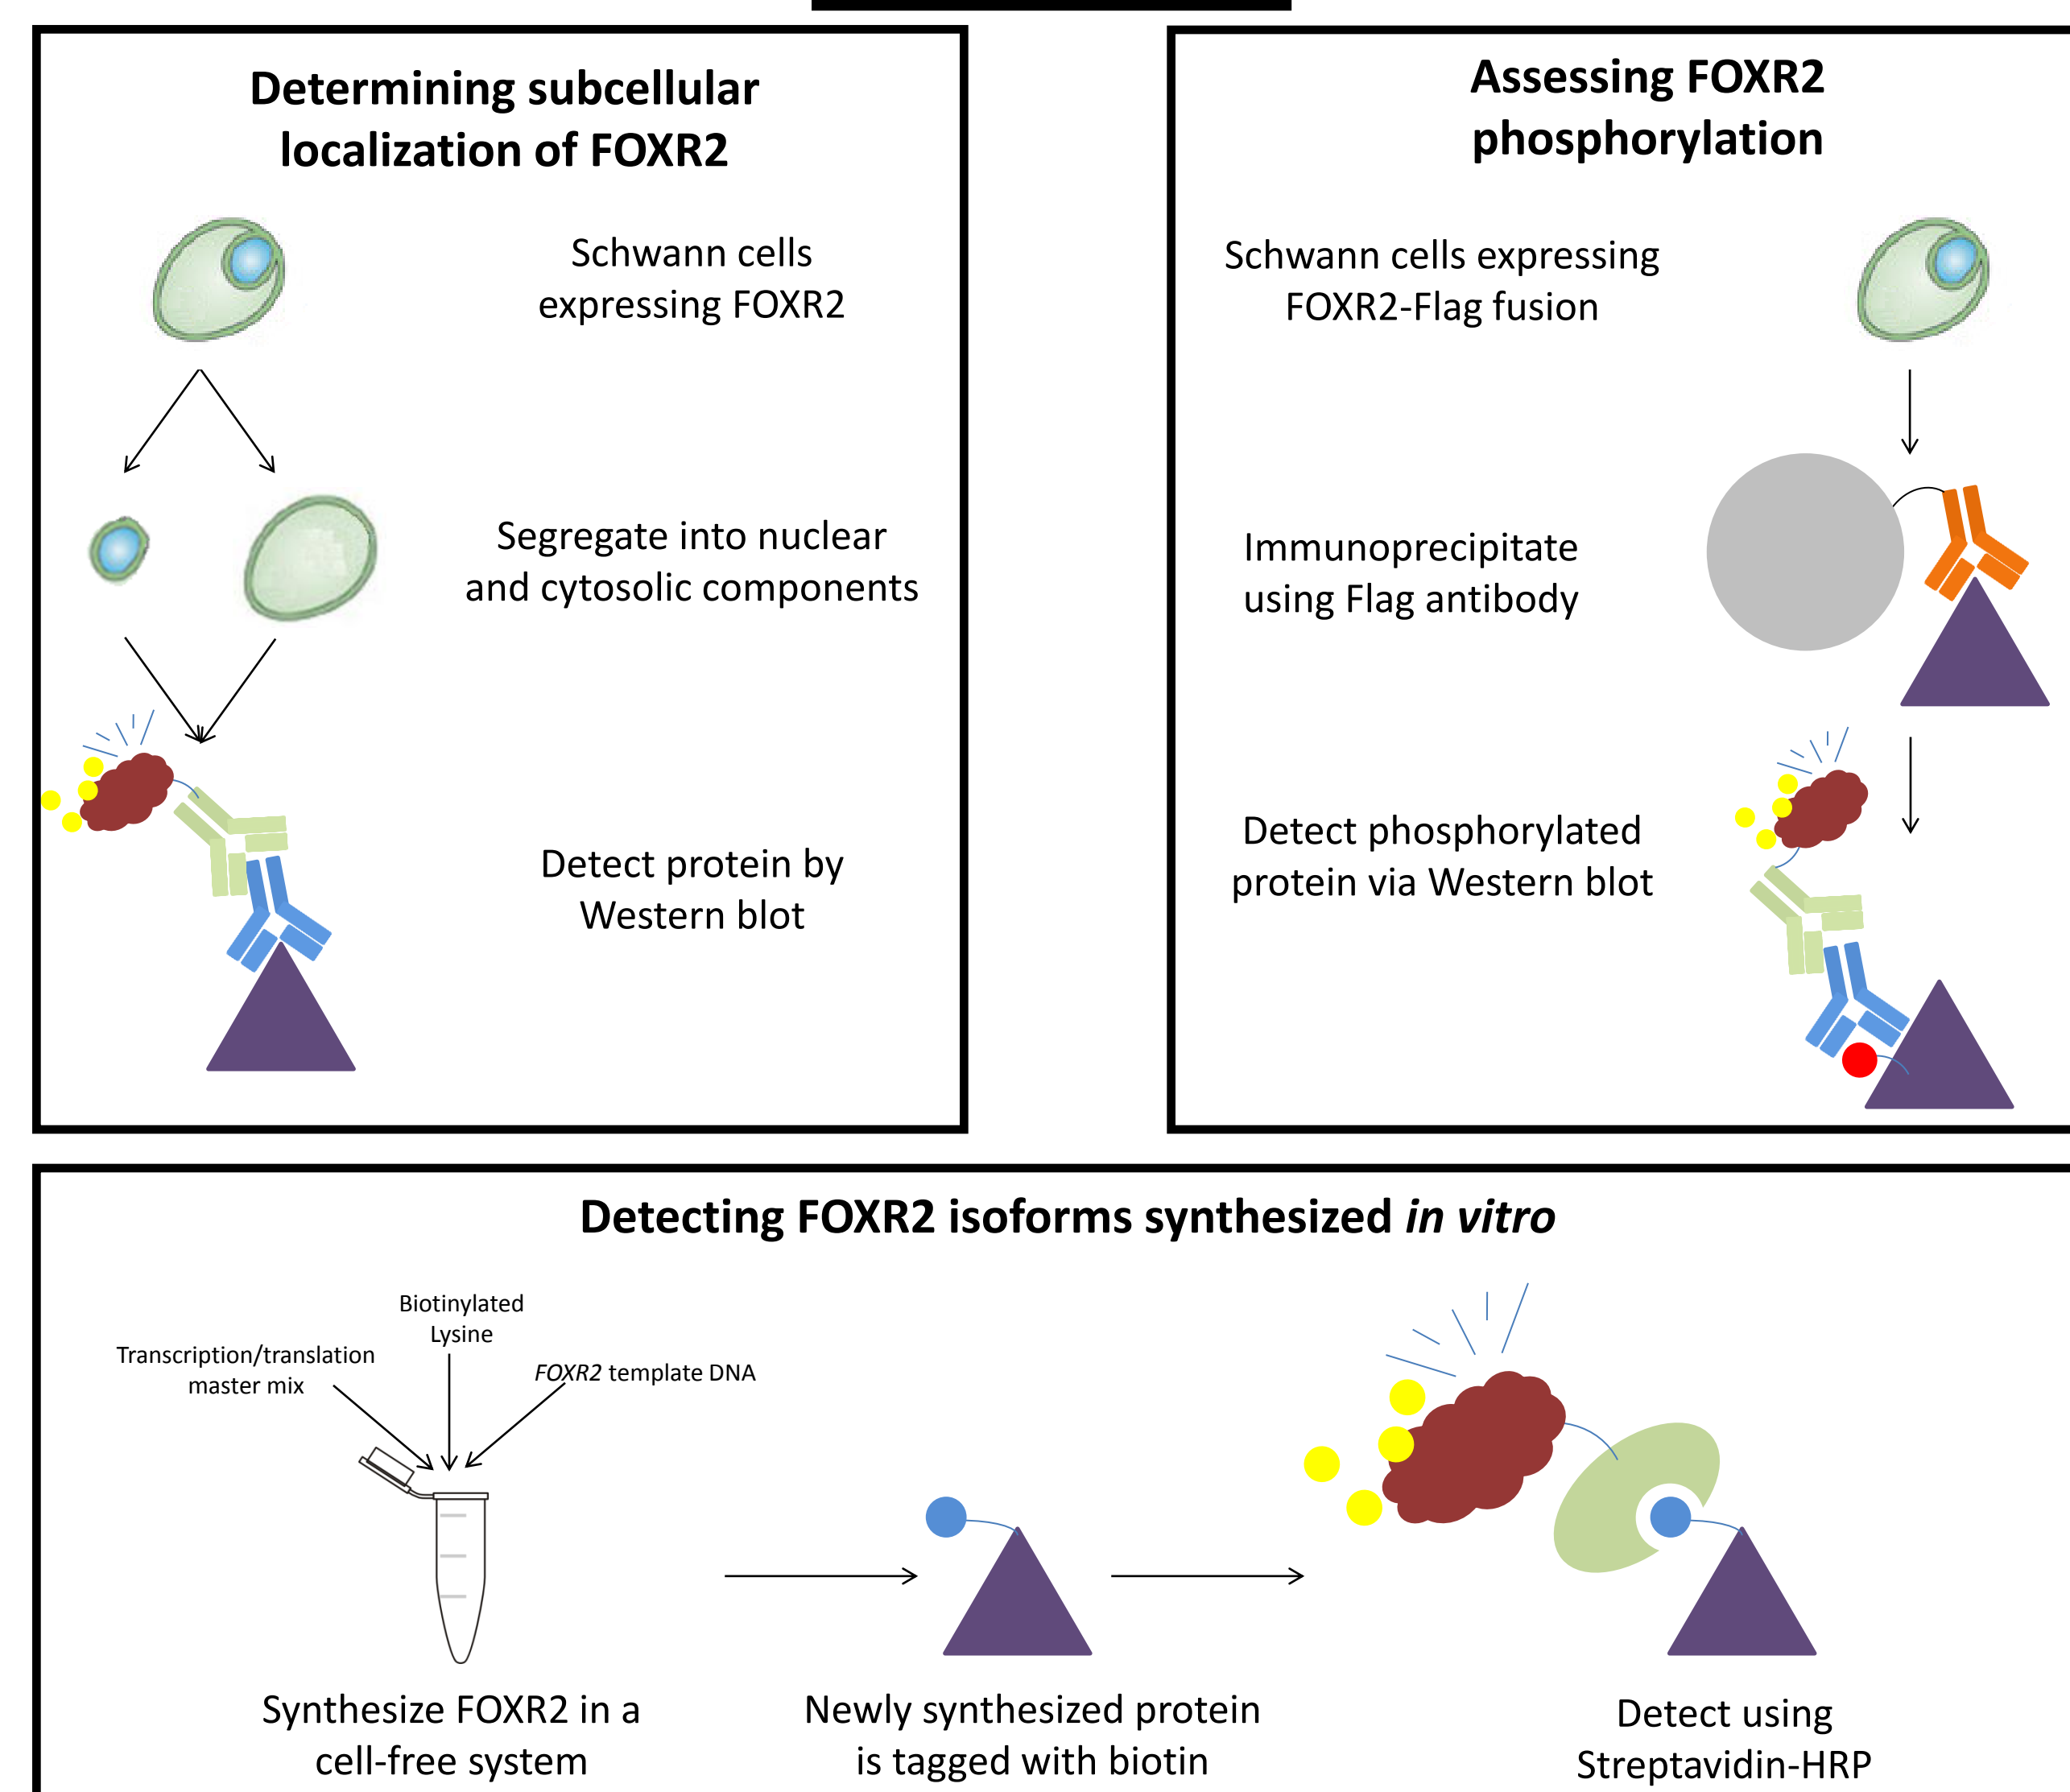 Determining subcellular
localization of FOXR2
Schwann cells
expressing FOXR2
Segregate into nuclear
and cytosolic components
Detect protein by
Western blot
Assessing FOXR2
phosphorylation
Schwann cells expressing
FOXR2-Flag fusion
Immunoprecipitate
using Flag antibody
Detect phosphorylated
protein via Western blot
Detecting FOXR2 isoforms synthesized in vitro
Biotinylated
Lysine
Transcription/translation
master mix
FOXR2 template DNA
Synthesize FOXR2 in a
cell-free system
Newly synthesized protein
is tagged with biotin
Detect using
Streptavidin-HRP